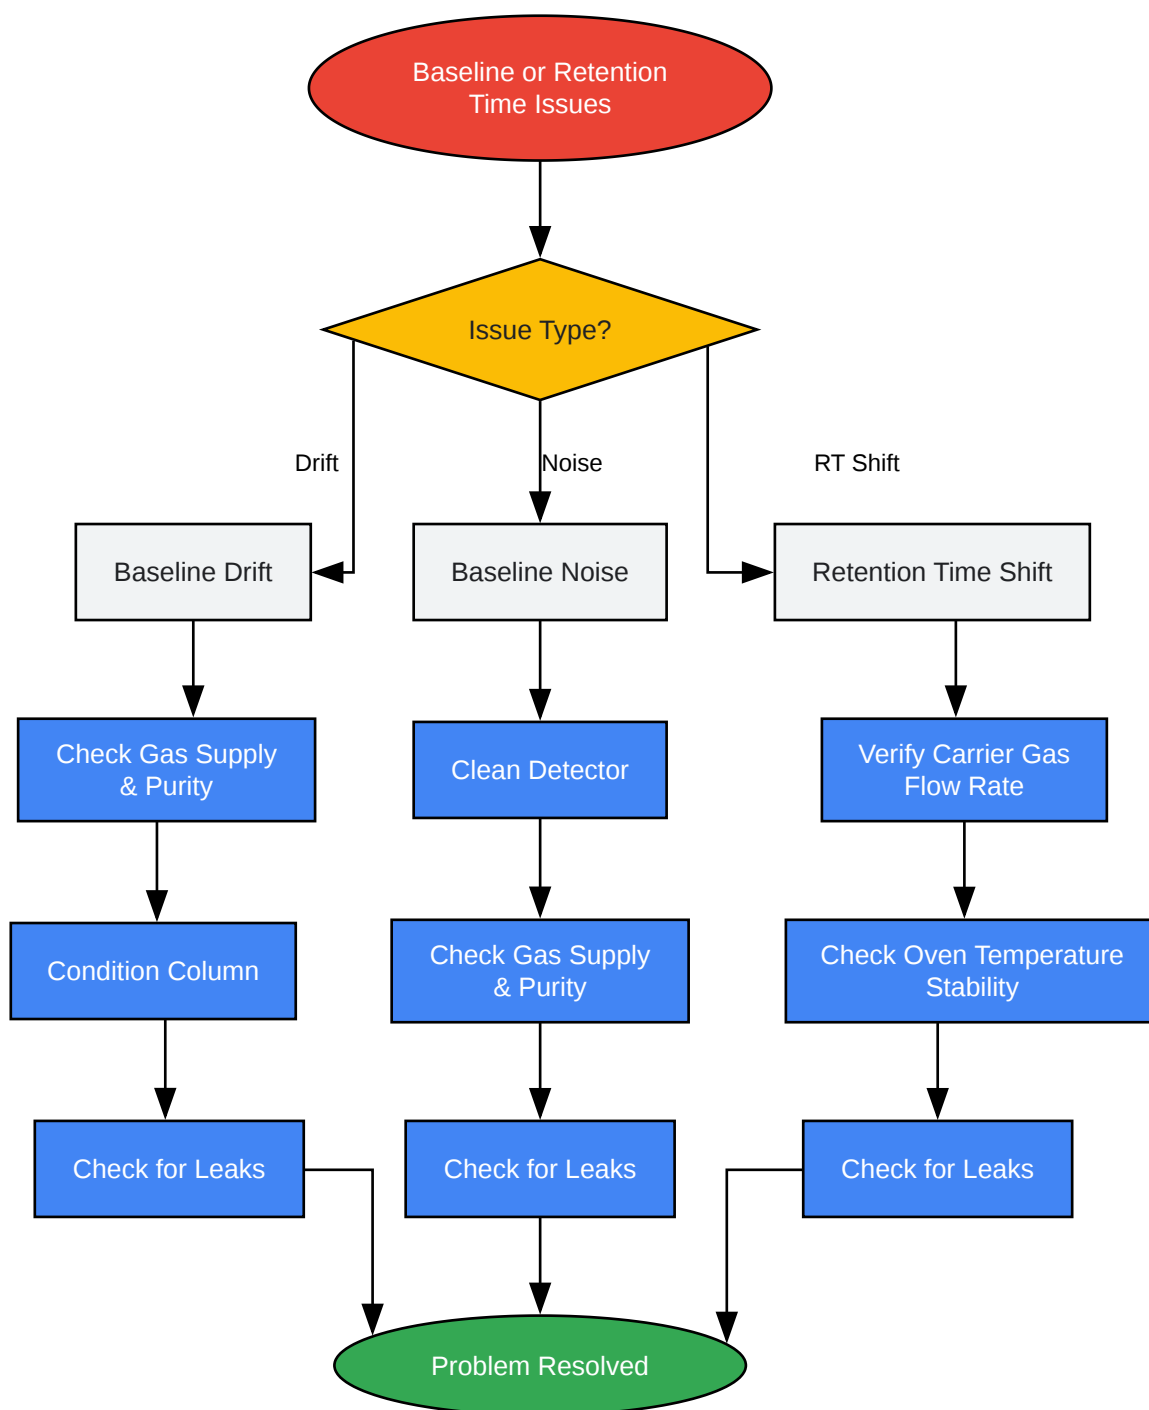 Baseline or Retention
Time Issues
Issue Type?
Drift
Noise
RT Shift
Baseline Drift
Baseline Noise
Retention Time Shift
Check Gas Supply
& Purity
Clean Detector
Verify Carrier Gas
Flow Rate
Condition Column
Check Gas Supply
& Purity
Check Oven Temperature
Stability
Check for Leaks
Check for Leaks
Check for Leaks
Problem Resolved